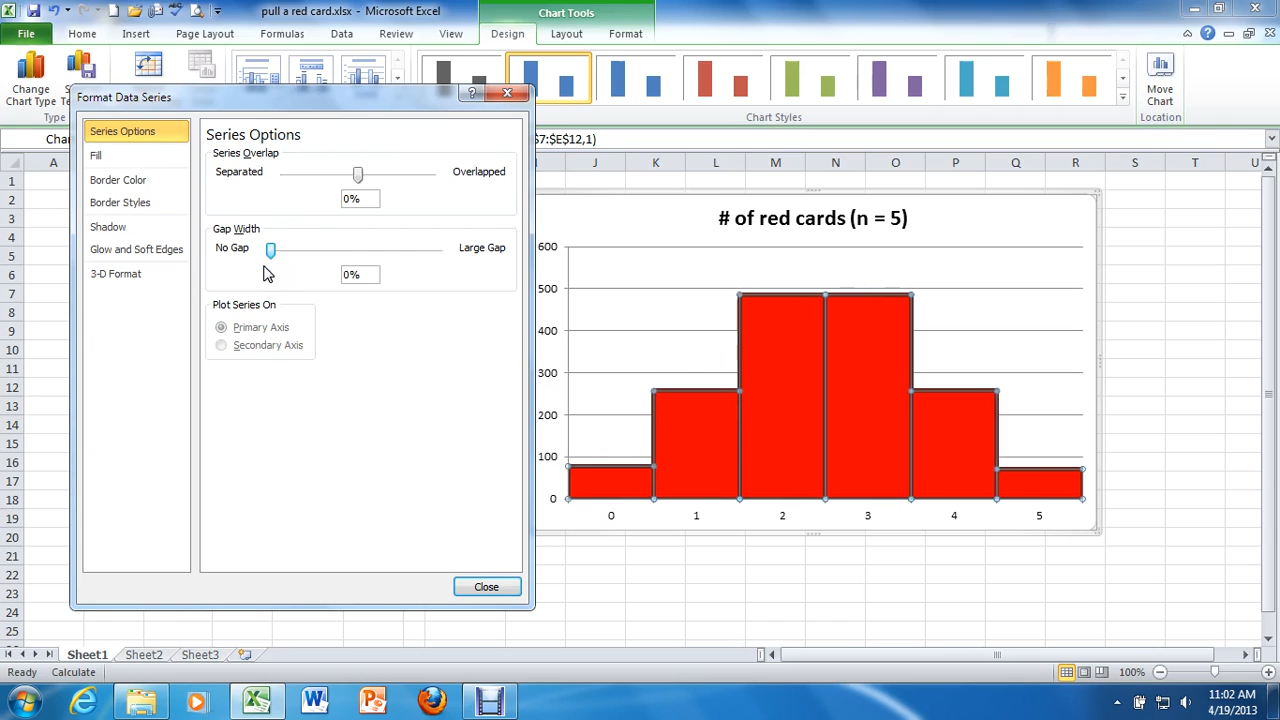 pull a red card.xlsx - Microsoft Excel
Chart Tools
File
Home
Insert
Page Layout
Formulas
Data
Review
View
Design
Layout
Format
Change
Chart Type
Move
Chart
Type
Chart Styles
Location
Format Data Series
Char
$7:$E$12,1)
A
J
K
L
M
N
O
P
Q
R
S
T
U
1
2
3
4
5
6
7
8
9
10
11
12
13
14
15
16
17
18
19
20
21
22
23
24
25
Series Options
Fill
Border Color
Border Styles
Shadow
Glow and Soft Edges
3-D Format
Series Options
Series Overlap
Separated
Overlapped
0%
Gap Width
No Gap
Large Gap
0%
Plot Series On
Primary Axis
Secondary Axis
Close
# of red cards (n = 5)
600
500
400
300
200
100
0
0
1
2
3
4
5
Sheet1
Sheet2
Sheet3
Ready
Calculate
100%
11:02 AM
4/19/2013